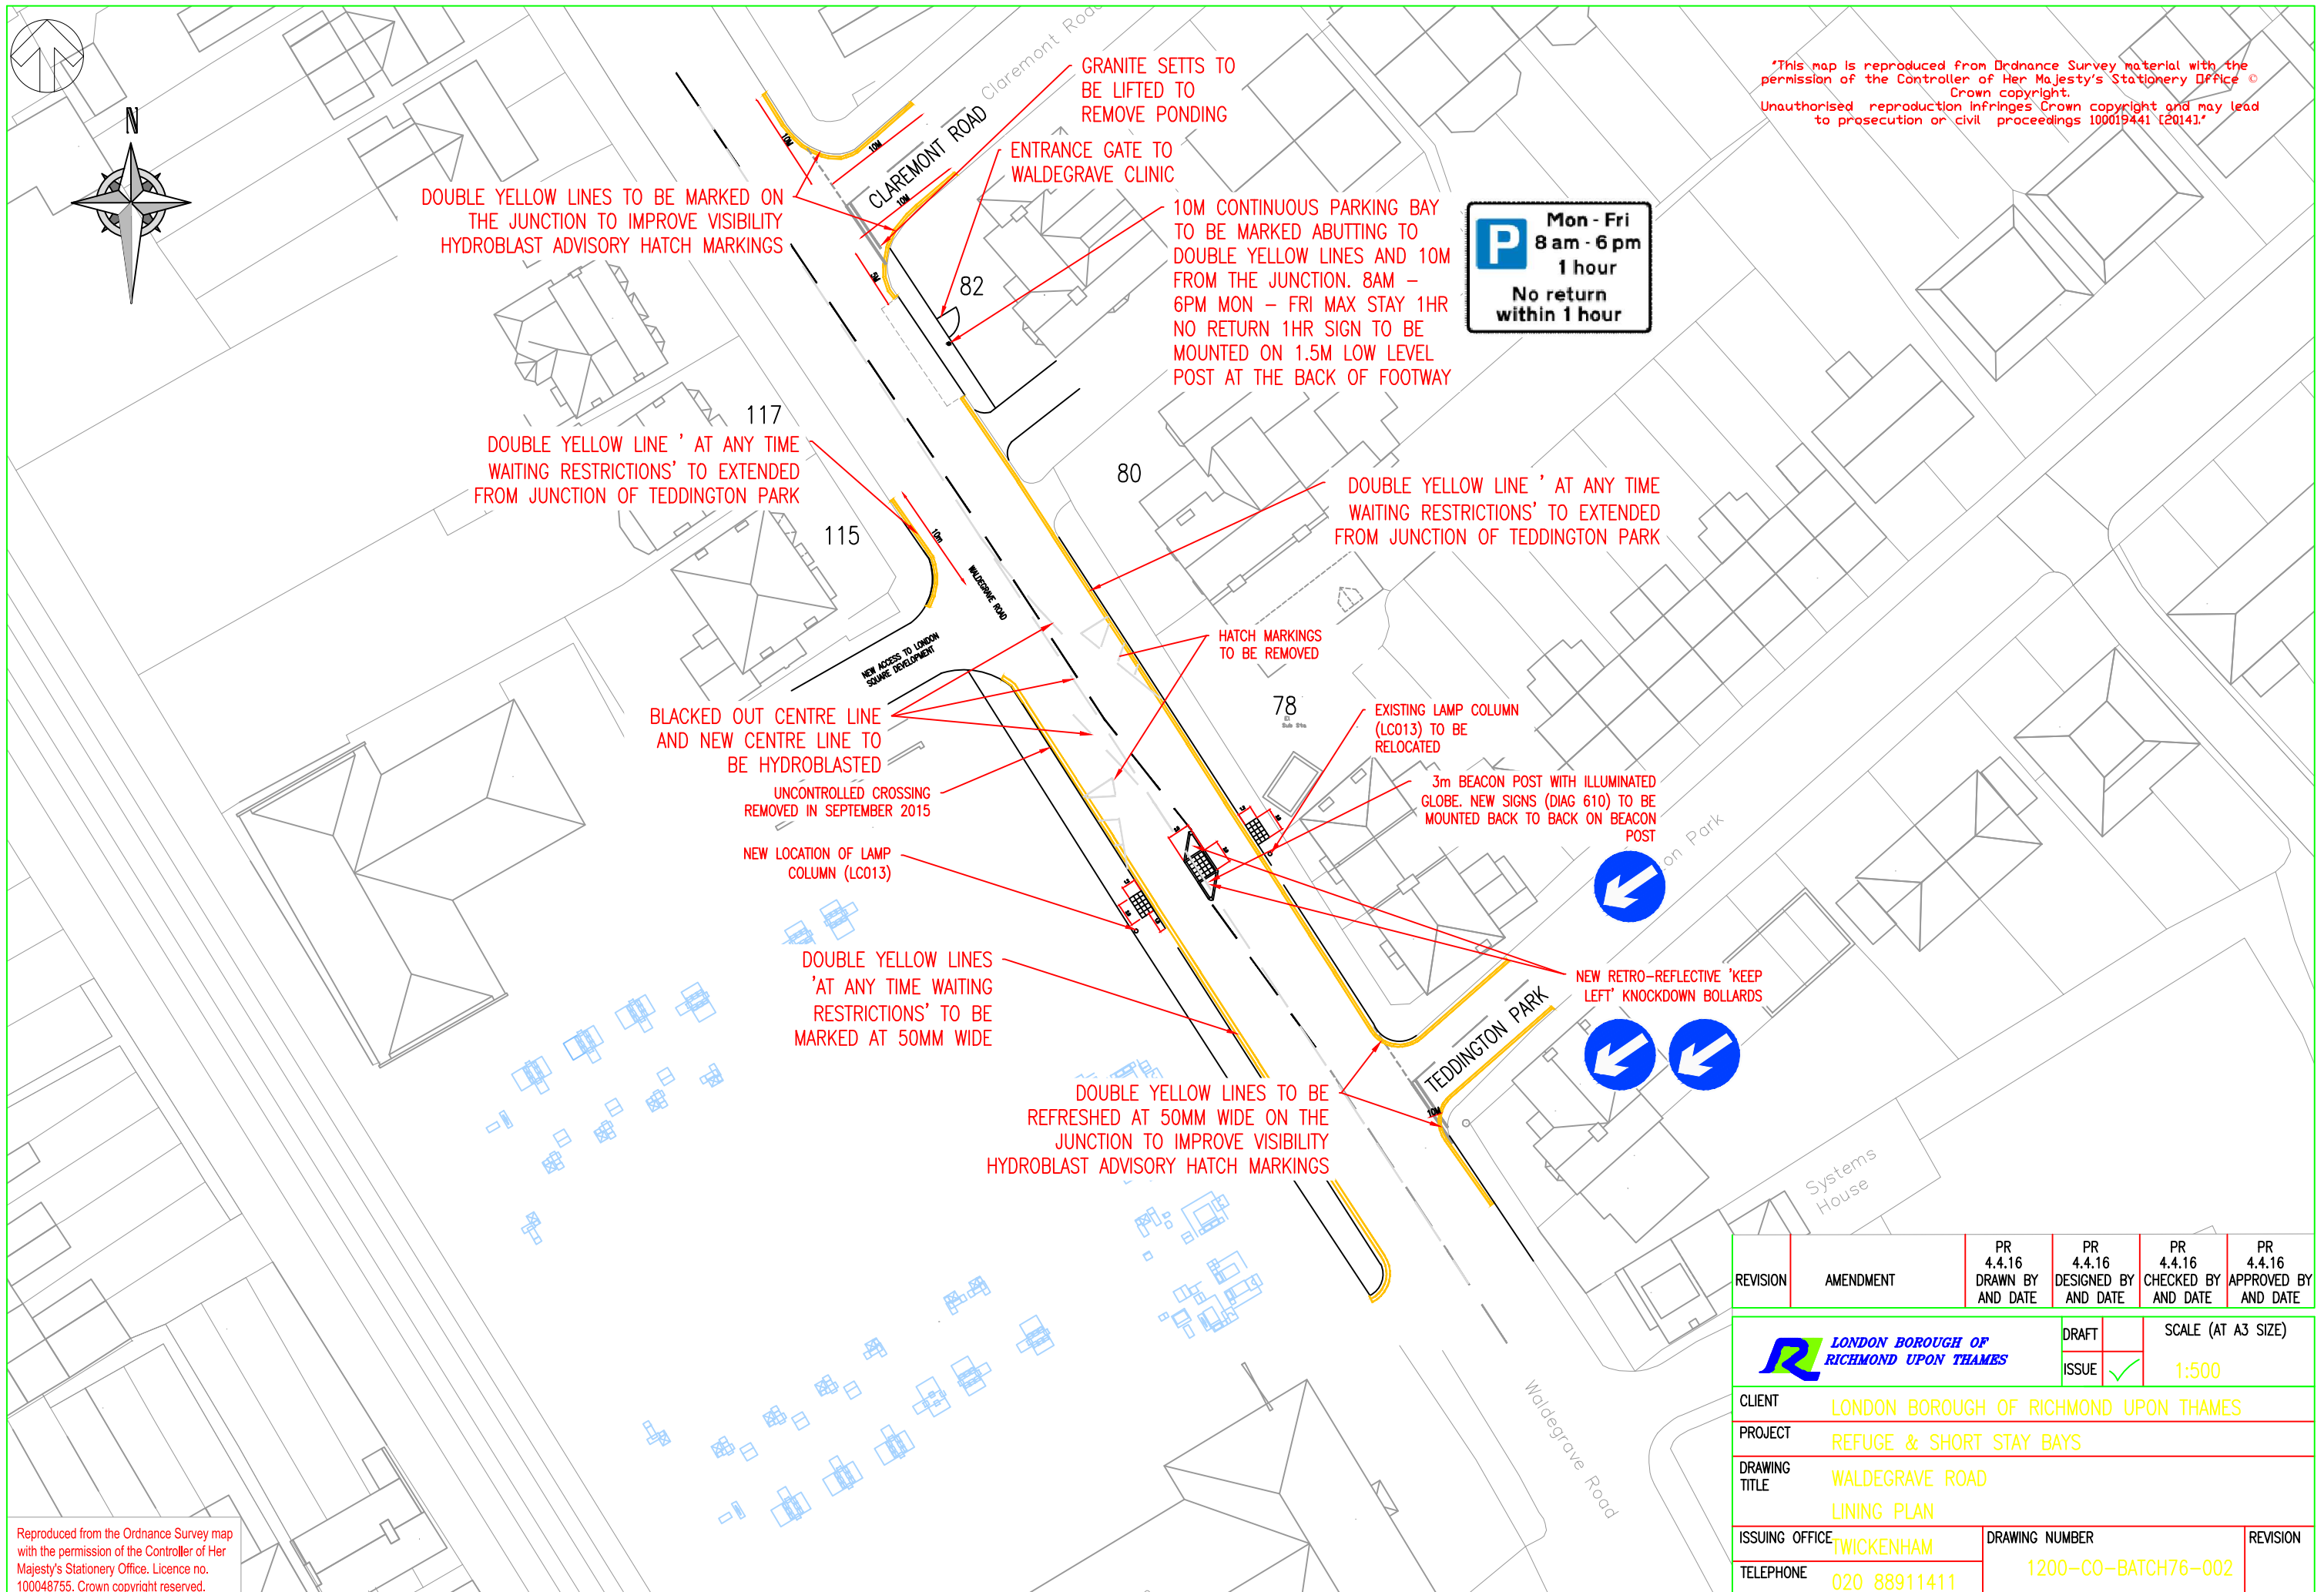 "This map is reproduced from Ordnance Survey material with the
permission of the Controller of Her Majesty's Stationery Office ©
Crown copyright.
Unauthorised reproduction infringes Crown copyright and may lead
to prosecution or civil proceedings 100019441 [2014]."
N
Claremont Road
CLAREMONT ROAD
GRANITE SETTS TO
BE LIFTED TO
REMOVE PONDING
ENTRANCE GATE TO
WALDEGRAVE CLINIC
DOUBLE YELLOW LINES TO BE MARKED ON
THE JUNCTION TO IMPROVE VISIBILITY
HYDROBLAST ADVISORY HATCH MARKINGS
10M
10M
10M
5M
10M CONTINUOUS PARKING BAY
TO BE MARKED ABUTTING TO
DOUBLE YELLOW LINES AND 10M
FROM THE JUNCTION. 8AM –
6PM MON – FRI MAX STAY 1HR
NO RETURN 1HR SIGN TO BE
MOUNTED ON 1.5M LOW LEVEL
POST AT THE BACK OF FOOTWAY
P
Mon - Fri
8 am - 6 pm
1 hour
No return
within 1 hour
82
117
DOUBLE YELLOW LINE ' AT ANY TIME
WAITING RESTRICTIONS' TO EXTENDED
FROM JUNCTION OF TEDDINGTON PARK
80
DOUBLE YELLOW LINE ' AT ANY TIME
WAITING RESTRICTIONS' TO EXTENDED
FROM JUNCTION OF TEDDINGTON PARK
115
10m
WALDEGRAVE ROAD
NEW ACCESS TO LONDON
SQUARE DEVELOPMENT
HATCH MARKINGS
TO BE REMOVED
78
El
Sub Sta
BLACKED OUT CENTRE LINE
AND NEW CENTRE LINE TO
BE HYDROBLASTED
EXISTING LAMP COLUMN
(LC013) TO BE
RELOCATED
UNCONTROLLED CROSSING
REMOVED IN SEPTEMBER 2015
3m BEACON POST WITH ILLUMINATED
GLOBE. NEW SIGNS (DIAG 610) TO BE
MOUNTED BACK TO BACK ON BEACON
POST
NEW LOCATION OF LAMP
COLUMN (LC013)
on Park
DOUBLE YELLOW LINES
'AT ANY TIME WAITING
RESTRICTIONS' TO BE
MARKED AT 50MM WIDE
NEW RETRO–REFLECTIVE 'KEEP
LEFT' KNOCKDOWN BOLLARDS
TEDDINGTON PARK
10M
DOUBLE YELLOW LINES TO BE
REFRESHED AT 50MM WIDE ON THE
JUNCTION TO IMPROVE VISIBILITY
HYDROBLAST ADVISORY HATCH MARKINGS
Systems
House
Waldegrave Road
REVISION
AMENDMENT
PR
4.4.16
DRAWN BY
AND DATE
PR
4.4.16
DESIGNED BY
AND DATE
PR
4.4.16
CHECKED BY
AND DATE
PR
4.4.16
APPROVED BY
AND DATE
LONDON BOROUGH OF
RICHMOND UPON THAMES
DRAFT
ISSUE
SCALE (AT A3 SIZE)
1:500
CLIENT
LONDON BOROUGH OF RICHMOND UPON THAMES
PROJECT
REFUGE & SHORT STAY BAYS
DRAWING
TITLE
WALDEGRAVE ROAD
LINING PLAN
ISSUING OFFICE
TWICKENHAM
DRAWING NUMBER
1200–CO–BATCH76–002
REVISION
TELEPHONE
020 88911411
Reproduced from the Ordnance Survey map
with the permission of the Controller of Her
Majesty's Stationery Office. Licence no.
100048755. Crown copyright reserved.